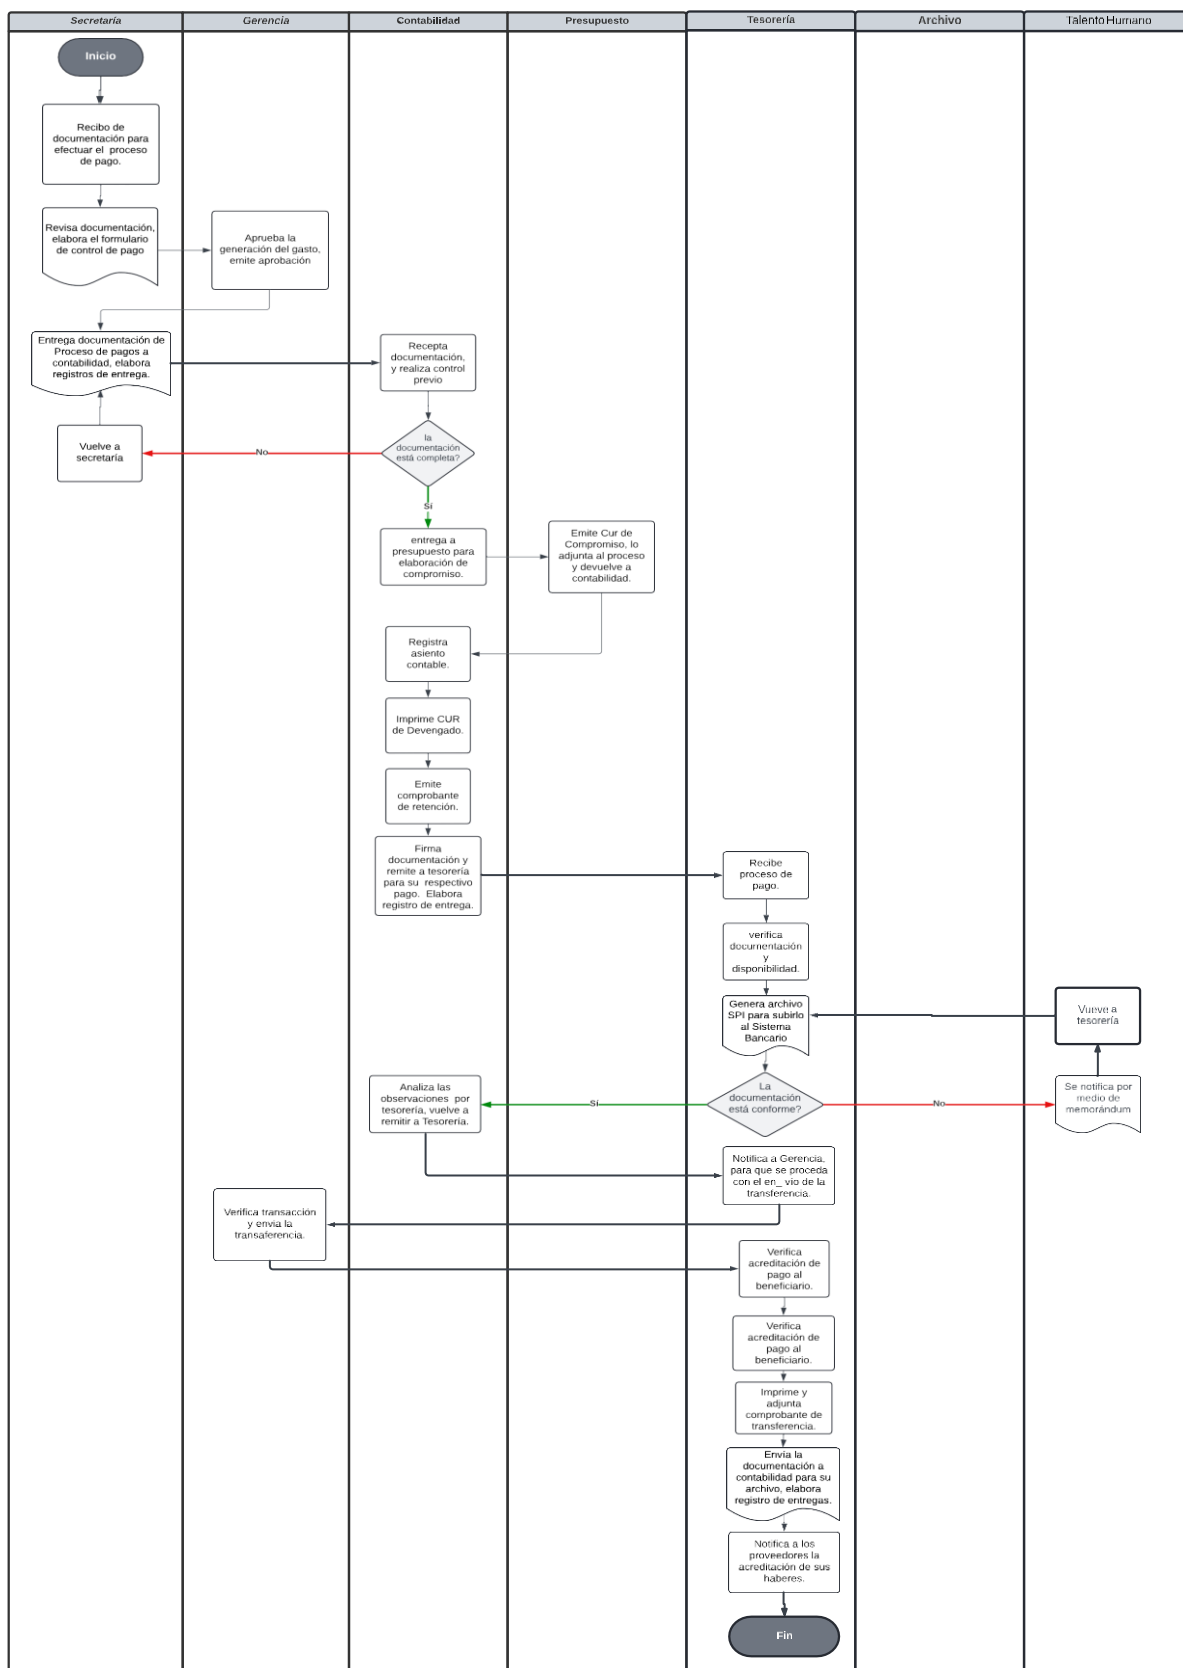 Secretaría
Gerencia
Contabilidad
Presupuesto
Tesorería
Archivo
Talento Humano
Inicio
Recibo de
documentación para
efectuar el proceso
de pago.
Revisa documentación,
elabora el formulario
de control de pago
Aprueba la
generación del gasto,
emite aprobación
Entrega documentación de
Proceso de pagos a
contabilidad, elabora
registros de entrega.
Recepta
documentación,
y realiza control
previo
Vuelve a
secretaría
No
la
documentación
está completa?
Sí
entrega a
presupuesto para
elaboración de
compromiso.
Emite Cur de
Compromiso, lo
adjunta al proceso
y devuelve a
contabilidad.
Registra
asiento
contable.
Imprime CUR
de Devengado.
Emite
comprobante
de retención.
Firma
documentación y
remite a tesorería
para su respectivo
pago. Elabora
registro de entrega.
Recibe
proceso de
pago.
verifica
documentación
y
disponibilidad.
Genera archivo
SPI para subirlo
al Sistema
Bancario
Vueve a
tesorería
Analiza las
observaciones por
tesorería, vuelve a
remitir a Tesorería.
Sí
La
documentación
está conforme?
No
Se notifica por
medio de
memorándum
Notifica a Gerencia,
para que se proceda
con el en_ vio de la
transferencia.
Verifica transacción
y envia la
transaferencia.
Verifica
acreditación de
pago al
beneficiario.
Verifica
acreditación de
pago al
beneficiario.
Imprime y
adjunta
comprobante de
transferencia.
Envía la
documentación a
contabilidad para su
archivo, elabora
registro de entregas.
Notifica a los
proveedores la
acreditación de sus
haberes.
Fin